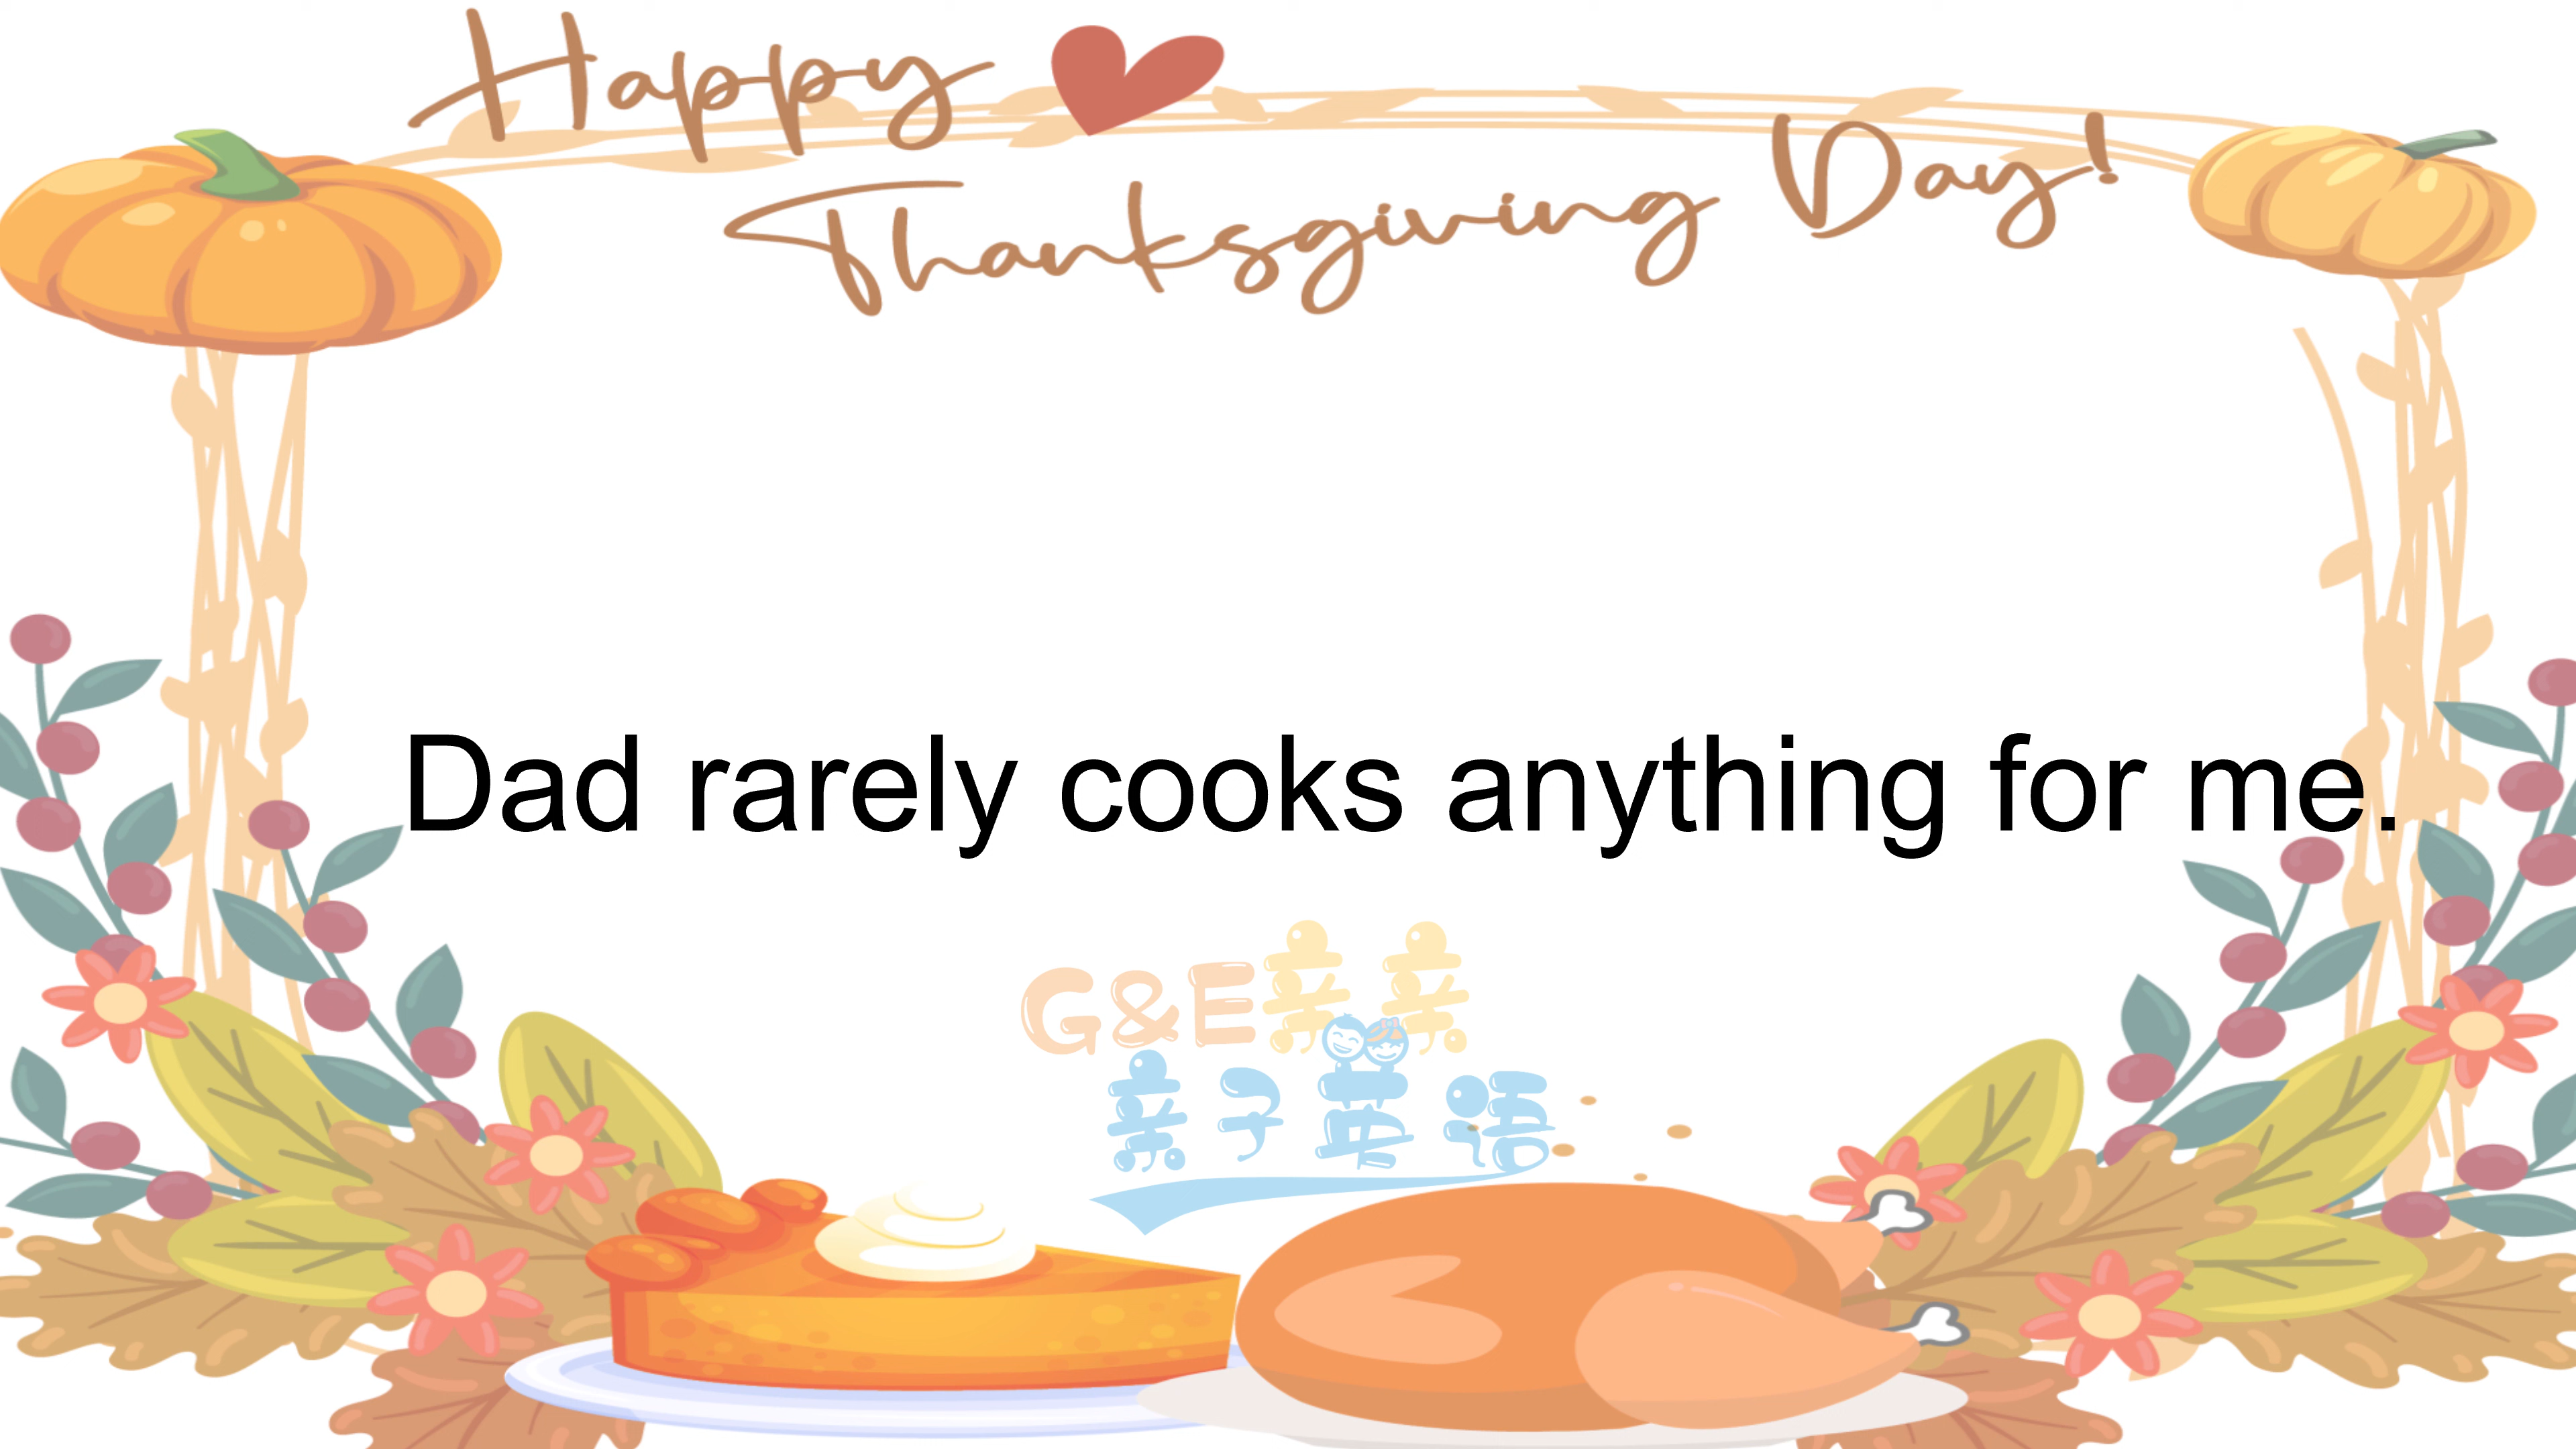 Happy
Thanksgiving Day!
Dad rarely cooks anything for me.
G&E亲亲
亲子英语